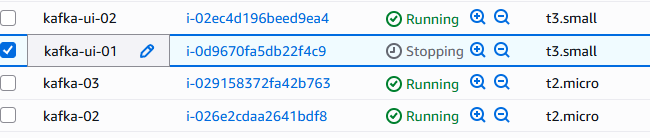 kafka-ui-02 i-02ec4d196beed9ea4 Running t3.small
kafka-ui-01 i-0d9670fa5db22f4c9 Stopping t3.small
kafka-03 i-029158372fa42b763 Running t2.micro
kafka-02 i-026e2cdaa2641bdf8 Running t2.micro